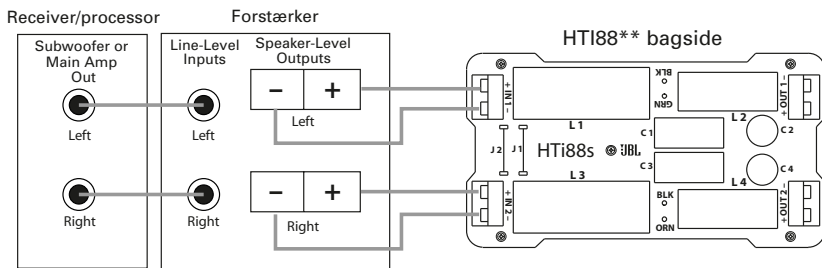 Receiver/processor
Forstærker
HTI88** bagside
Subwoofer or
Main Amp
Out
Line-Level
Inputs
Speaker-Level
Outputs
– +
Left
Left
Left
– +
Right
Right
Right
+ IN 1 –
L 1
BLK
GRN
L 2
+ OUT 1 –
J 2
J 1
HTi88s
JBL
C 1
C 2
C 3
C 4
+ IN 2 –
L 3
BLK
ORN
L 4
+ OUT 2 –